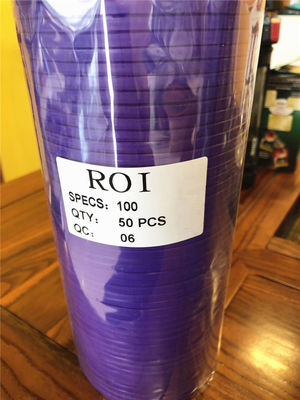 ROI
SPECS: 100
QTY: 50 PCS
QC: 06